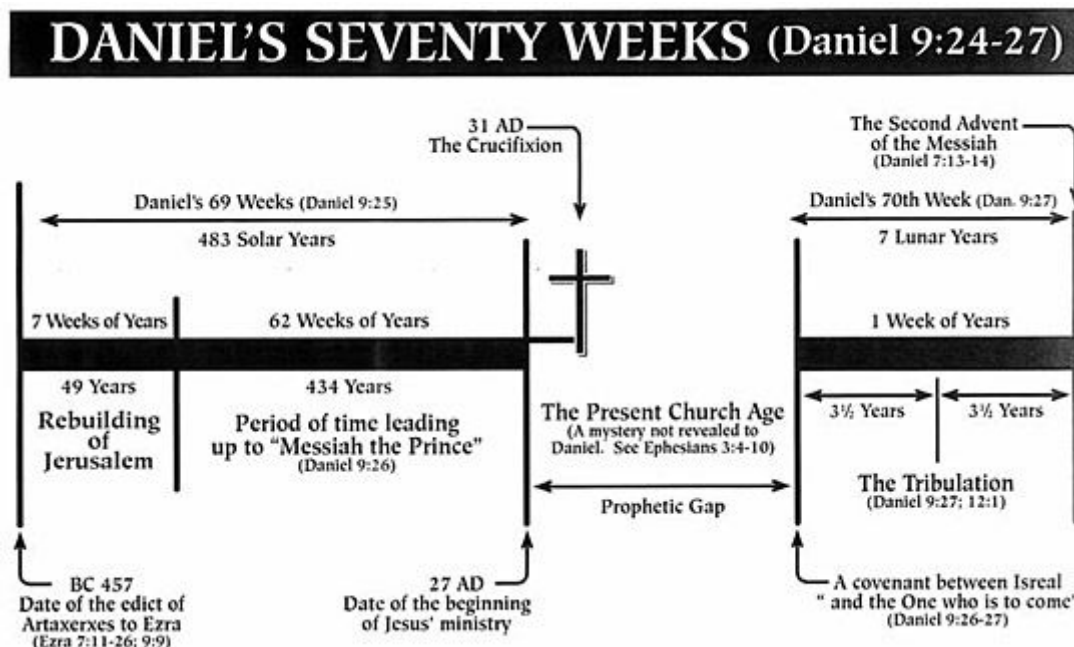 DANIEL'S SEVENTY WEEKS (Daniel 9:24-27)
31 AD
The Crucifixion
The Second Advent
of the Messiah
(Daniel 7:13-14)
Daniel's 69 Weeks (Daniel 9:25)
483 Solar Years
Daniel's 70th Week (Dan. 9:27)
7 Lunar Years
7 Weeks of Years
62 Weeks of Years
1 Week of Years
49 Years
Rebuilding
of
Jerusalem
434 Years
Period of time leading
up to "Messiah the Prince"
(Daniel 9:26)
The Present Church Age
(A mystery not revealed to
Daniel. See Ephesians 3:4-10)
Prophetic Gap
3½ Years
3½ Years
The Tribulation
(Daniel 9:27; 12:1)
BC 457
Date of the edict of
Artaxerxes to Ezra
(Ezra 7:11-26; 9:9)
27 AD
Date of the beginning
of Jesus' ministry
A covenant between Isreal
" and the One who is to come"
(Daniel 9:26-27)